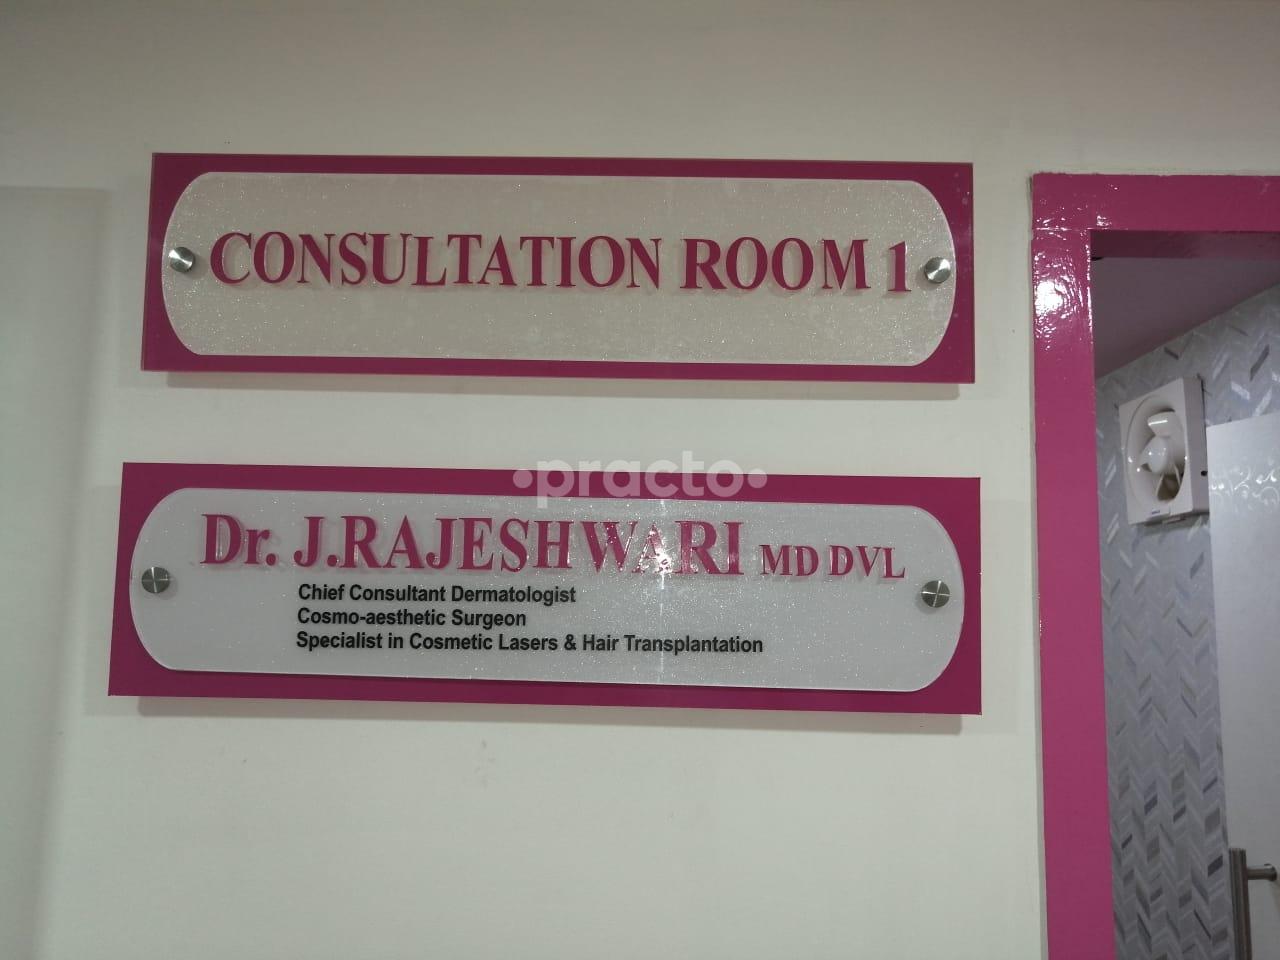 CONSULTATION ROOM 1
•practo•
Dr. J.RAJESHWARI MD DVL
Chief Consultant Dermatologist
Cosmo-aesthetic Surgeon
Specialist in Cosmetic Lasers & Hair Transplantation